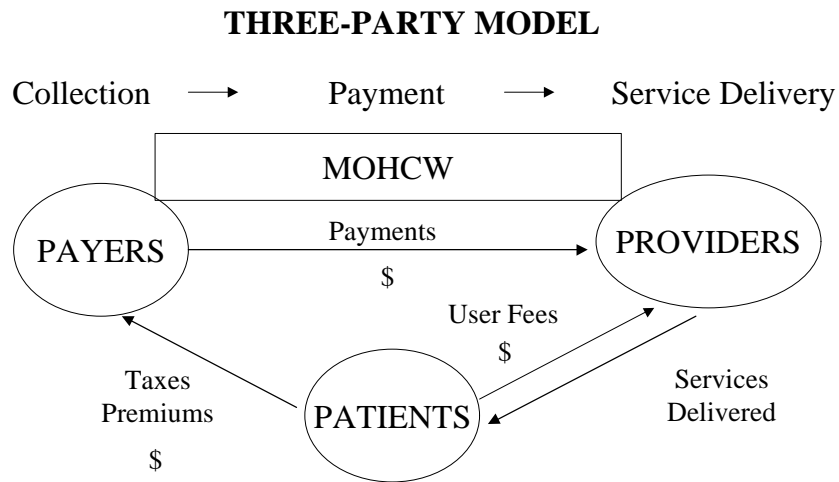 THREE-PARTY MODEL
Collection
Payment
Service Delivery
MOHCW
PAYERS
Payments
$
PROVIDERS
User Fees
$
Taxes
Premiums
$
PATIENTS
Services
Delivered